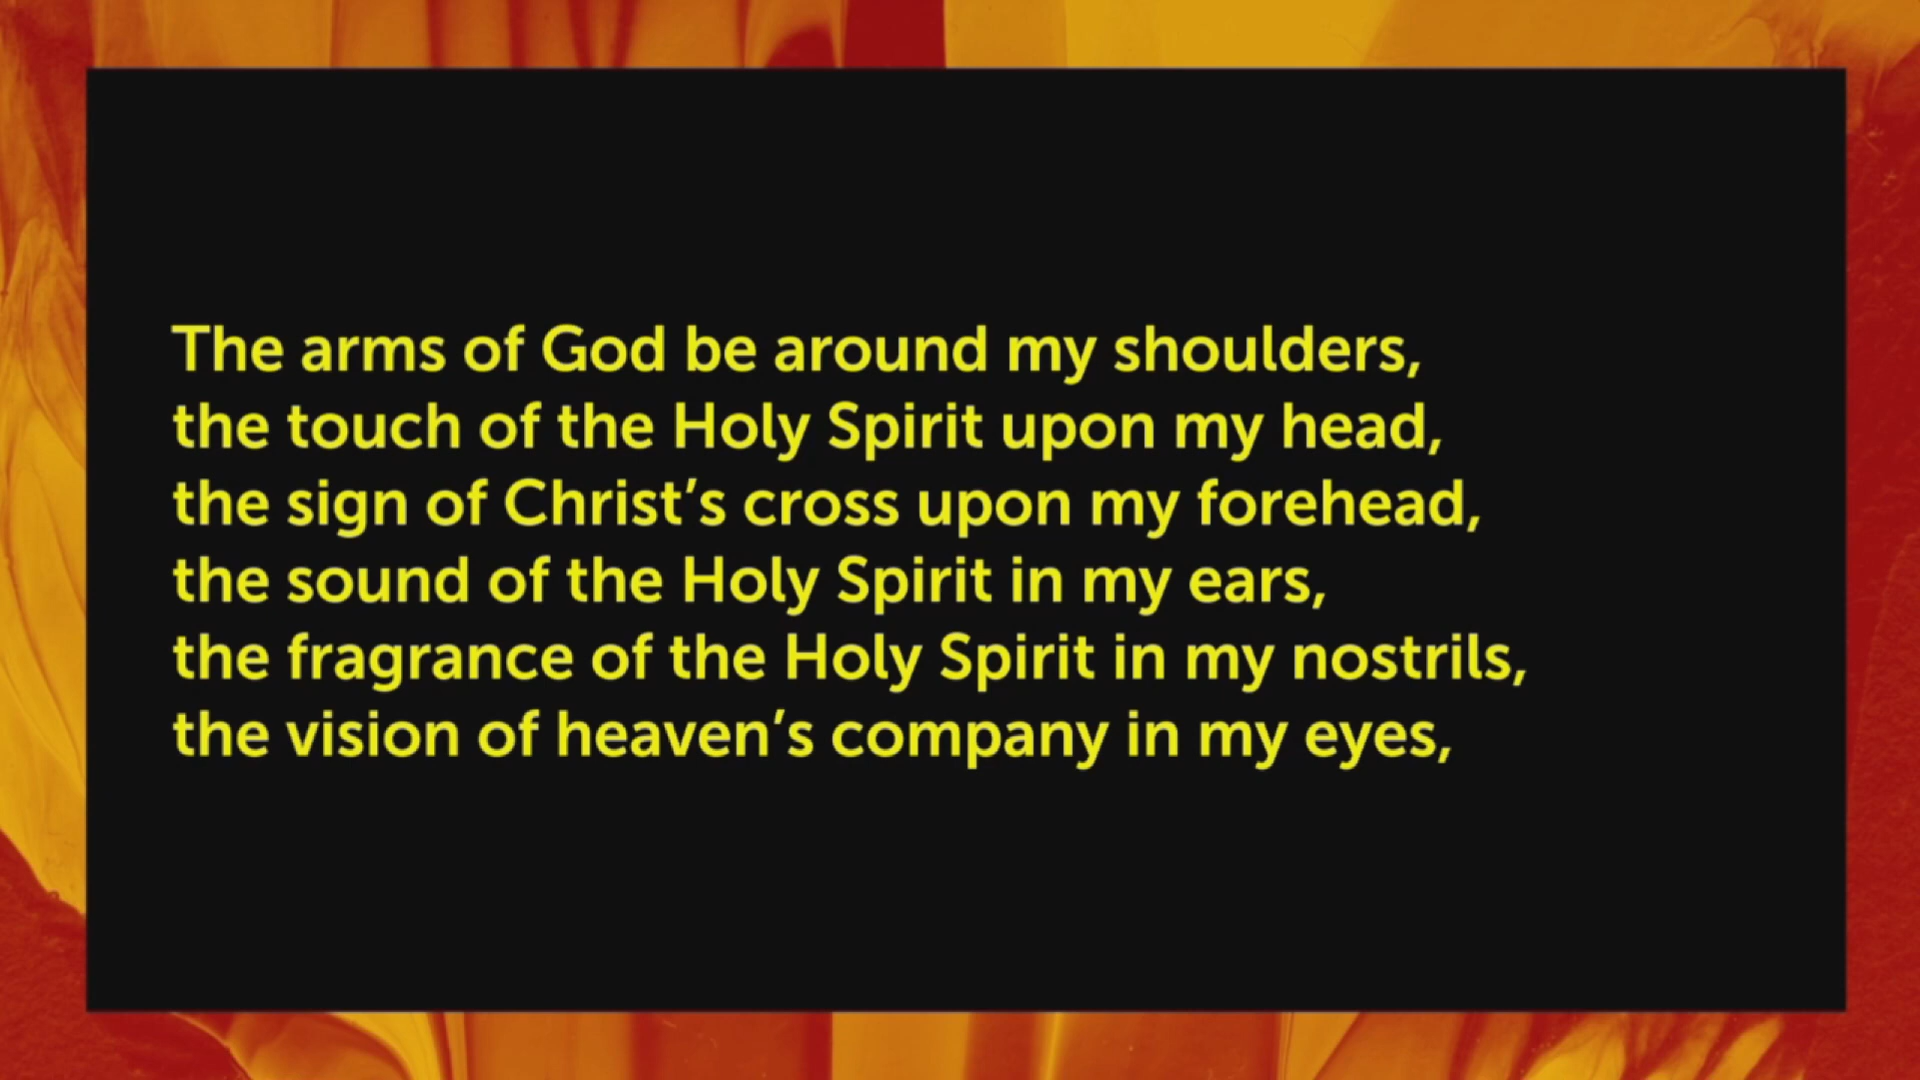 The arms of God be around my shoulders,
the touch of the Holy Spirit upon my head,
the sign of Christ’s cross upon my forehead,
the sound of the Holy Spirit in my ears,
the fragrance of the Holy Spirit in my nostrils,
the vision of heaven’s company in my eyes,